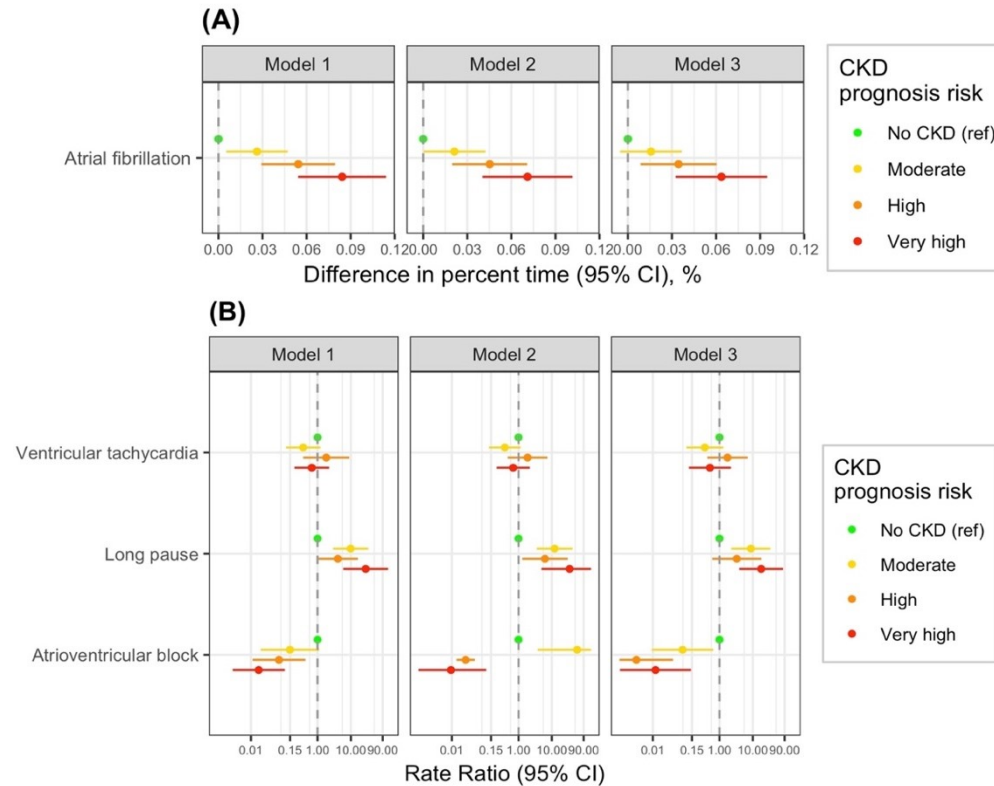 (A)
Model 1
Model 2
Model 3
Atrial fibrillation
0.00 0.03 0.06 0.09 0.12
0.00 0.03 0.06 0.09 0.12
0.00 0.03 0.06 0.09 0.12
Difference in percent time (95% CI), %
CKD
prognosis risk
No CKD (ref)
Moderate
High
Very high
(B)
Model 1
Model 2
Model 3
Ventricular tachycardia
Long pause
Atrioventricular block
0.01 0.15 1.00 10.00 90.00
0.01 0.15 1.00 10.00 90.00
0.01 0.15 1.00 10.00 90.00
Rate Ratio (95% CI)
CKD
prognosis risk
No CKD (ref)
Moderate
High
Very high